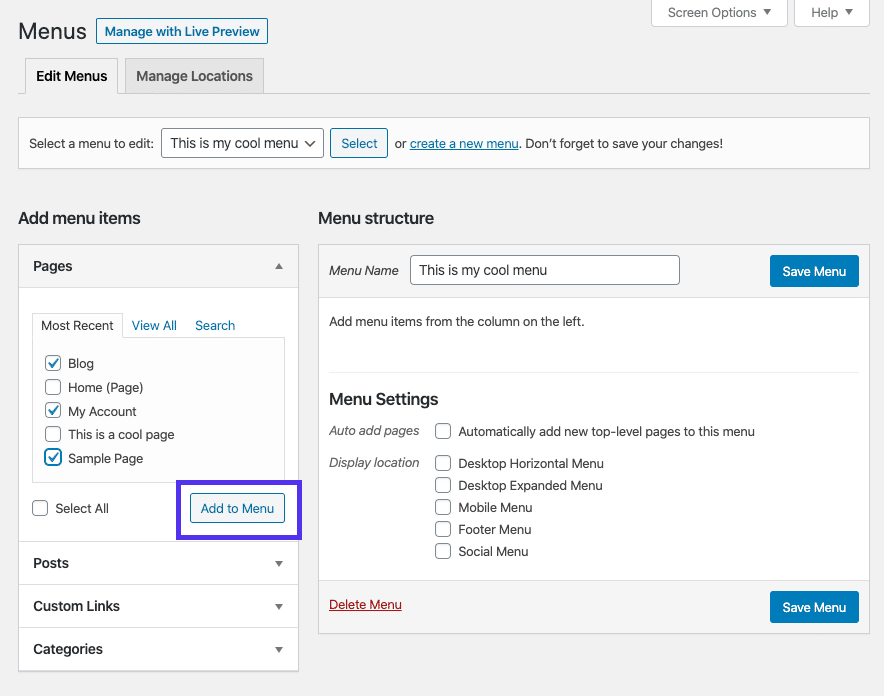 Screen Options
Help
Menus
Manage with Live Preview
Edit Menus
Manage Locations
Select a menu to edit: This is my cool menu Select or create a new menu. Don’t forget to save your changes!
Add menu items
Pages
Most Recent View All Search
Blog
Home (Page)
My Account
This is a cool page
Sample Page
Select All
Add to Menu
Posts
Custom Links
Categories
Menu structure
Menu Name This is my cool menu Save Menu
Add menu items from the column on the left.
Menu Settings
Auto add pages Automatically add new top-level pages to this menu
Display location Desktop Horizontal Menu
Desktop Expanded Menu
Mobile Menu
Footer Menu
Social Menu
Delete Menu Save Menu